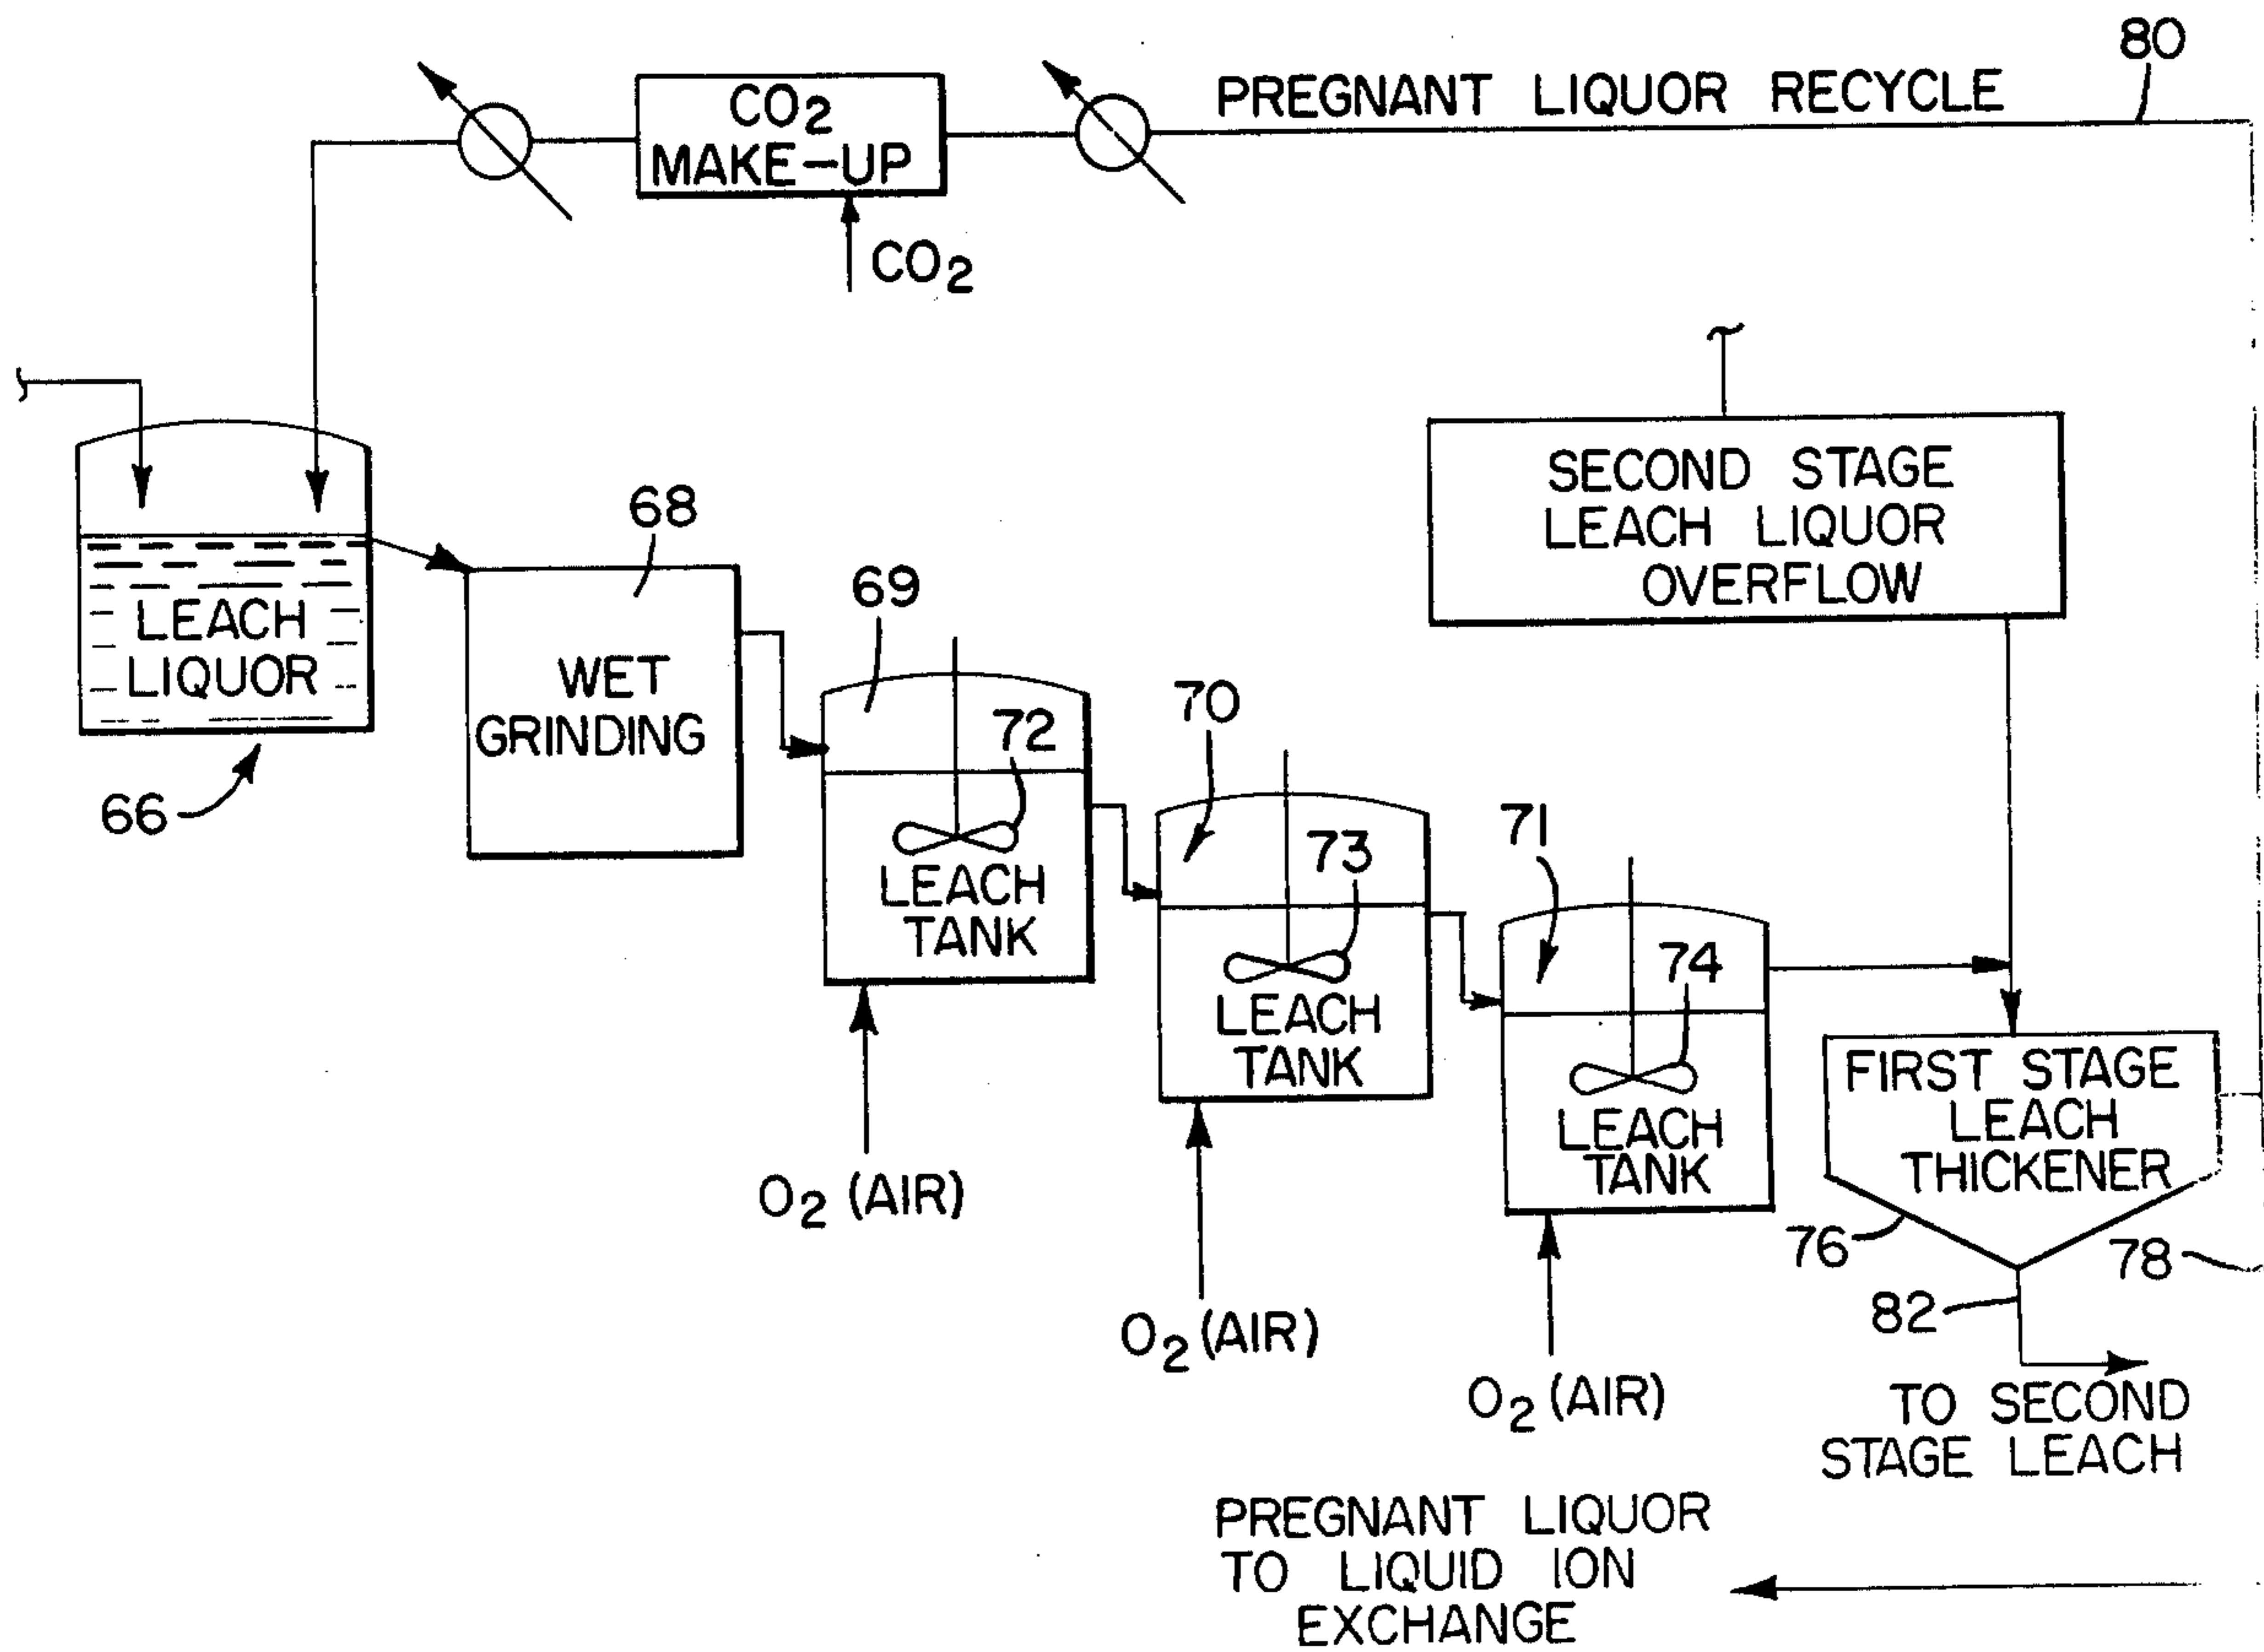 80
PREGNANT LIQUOR RECYCLE
CO2
MAKE-UP
CO2
SECOND STAGE
LEACH LIQUOR
OVERFLOW
LEACH
LIQUOR
66
68
WET
GRINDING
69
72
LEACH
TANK
O2 (AIR)
70
73
LEACH
TANK
O2 (AIR)
71
74
LEACH
TANK
O2 (AIR)
FIRST STAGE
LEACH
THICKENER
76
78
82
TO SECOND
STAGE LEACH
PREGNANT LIQUOR
TO LIQUID ION
EXCHANGE